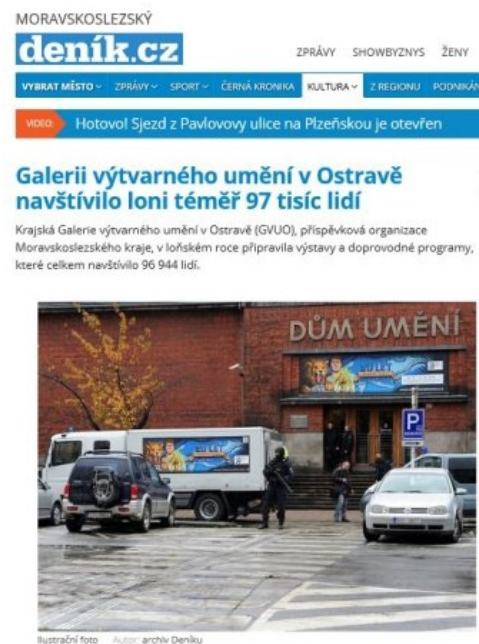 MORAVSKOSLEZSKÝ
deník.cz
ZPRÁVY SHOWBYZNYS ŽENY
VYBRAT MĚSTO ZPRÁVY SPORT ČERNÁ KRONIKA KULTURA Z REGIONU PODNIKÁN
VIDEO: Hotovo! Sjezd z Pavlovovy ulice na Plzeňskou je otevřen
Galerii výtvarného umění v Ostravě
navštívilo loni téměř 97 tisíc lidí
Krajská Galerie výtvarného umění v Ostravě (GVUO), příspěvková organizace
Moravskoslezského kraje, v loňském roce připravila výstavy a doprovodné programy,
které celkem navštívilo 96 944 lidí.
DŮM UMĚNÍ
P
Ilustrační foto Autor: archiv Deníku